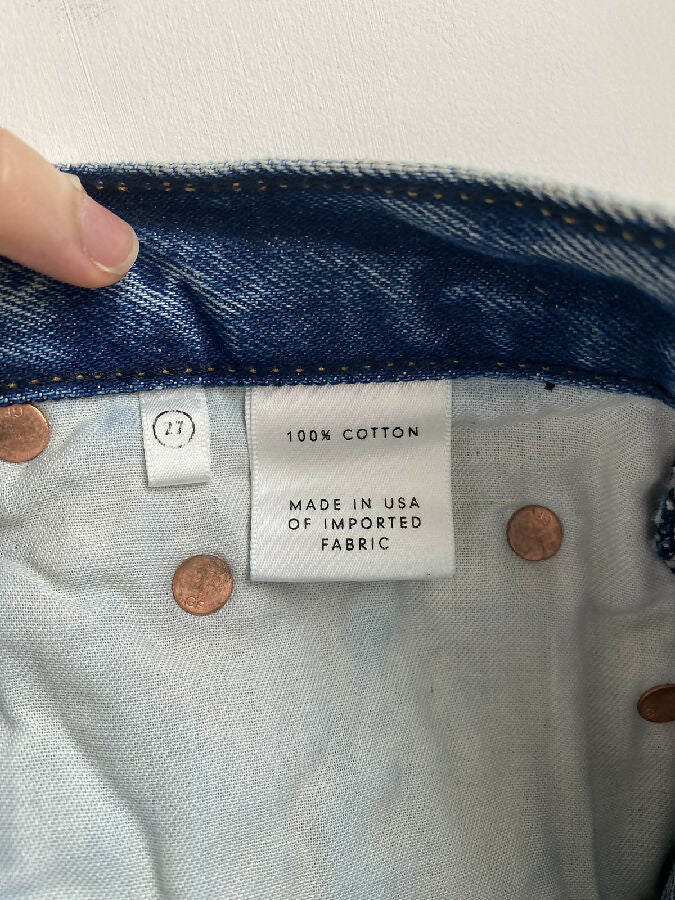 27
100% COTTON
MADE IN USA
OF IMPORTED
FABRIC